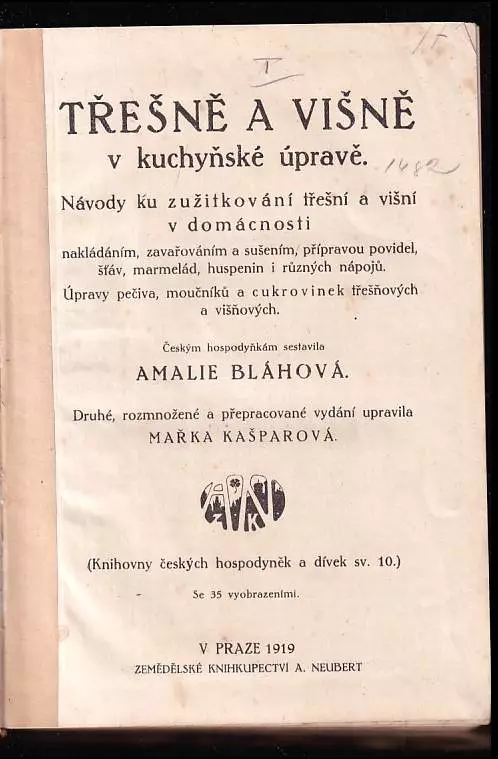 I
TŘEŠNĚ A VIŠNĚ
v kuchyňské úpravě.
1482
Návody ku zužitkování třešní a višní
v domácnosti
nakládáním, zavařováním a sušením, přípravou povidel,
šťáv, marmelád, huspenin i různých nápojů.
Úpravy pečiva, moučníků a cukrovinek třešňových
a višňových.
Českým hospodyňkám sestavila
AMALIE BLÁHOVÁ.
Druhé, rozmnožené a přepracované vydání upravila
MAŘKA KAŠPAROVÁ.
(Knihovny českých hospodyněk a dívek sv. 10.)
Se 35 vyobrazeními.
V PRAZE 1919
ZEMĚDĚLSKÉ KNIHKUPECTVÍ A. NEUBERT